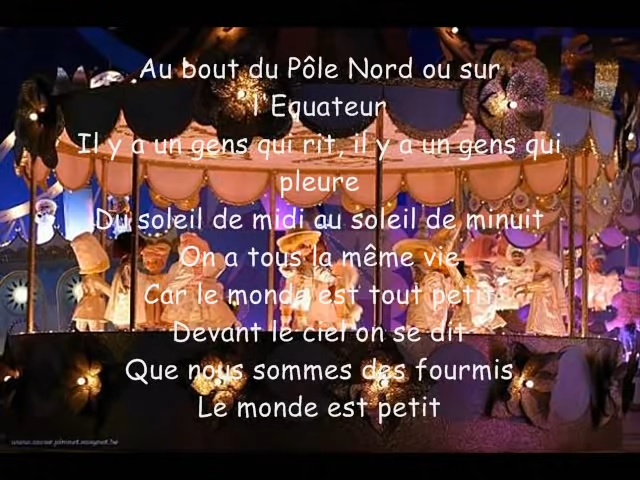 Au bout du Pôle Nord ou sur
l'Equateur
Il y a un gens qui rit, il y a un gens qui
pleure
Du soleil de midi au soleil de minuit
On a tous la même vie
Car le monde est tout petit
Devant le ciel on se dit
Que nous sommes des fourmis
Le monde est petit